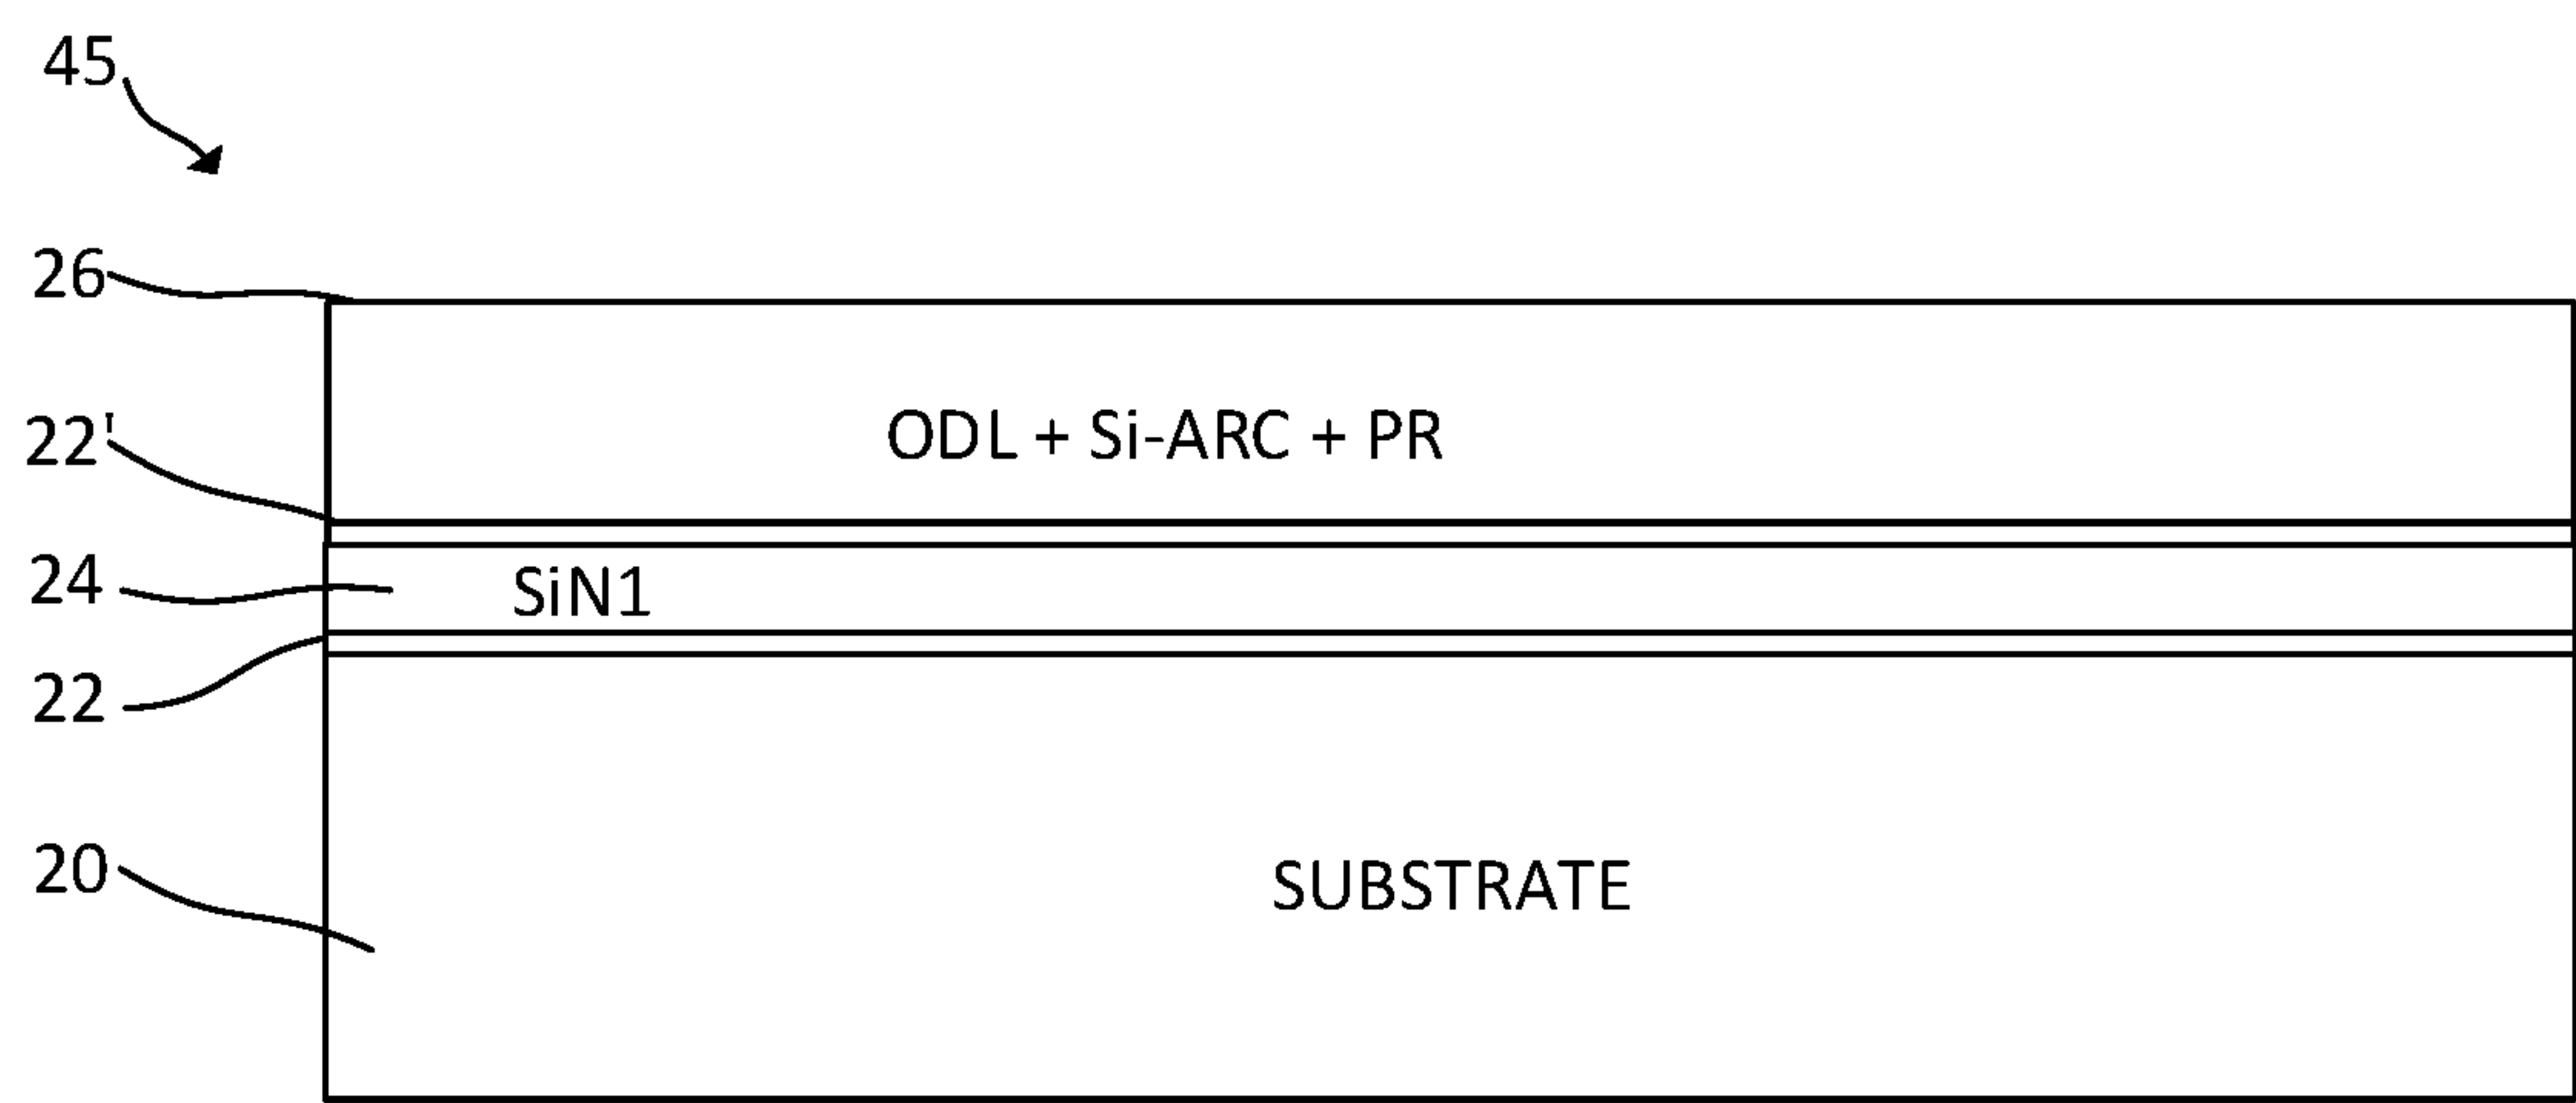 45
26
22'
ODL + Si-ARC + PR
24
SiN1
22
20
SUBSTRATE